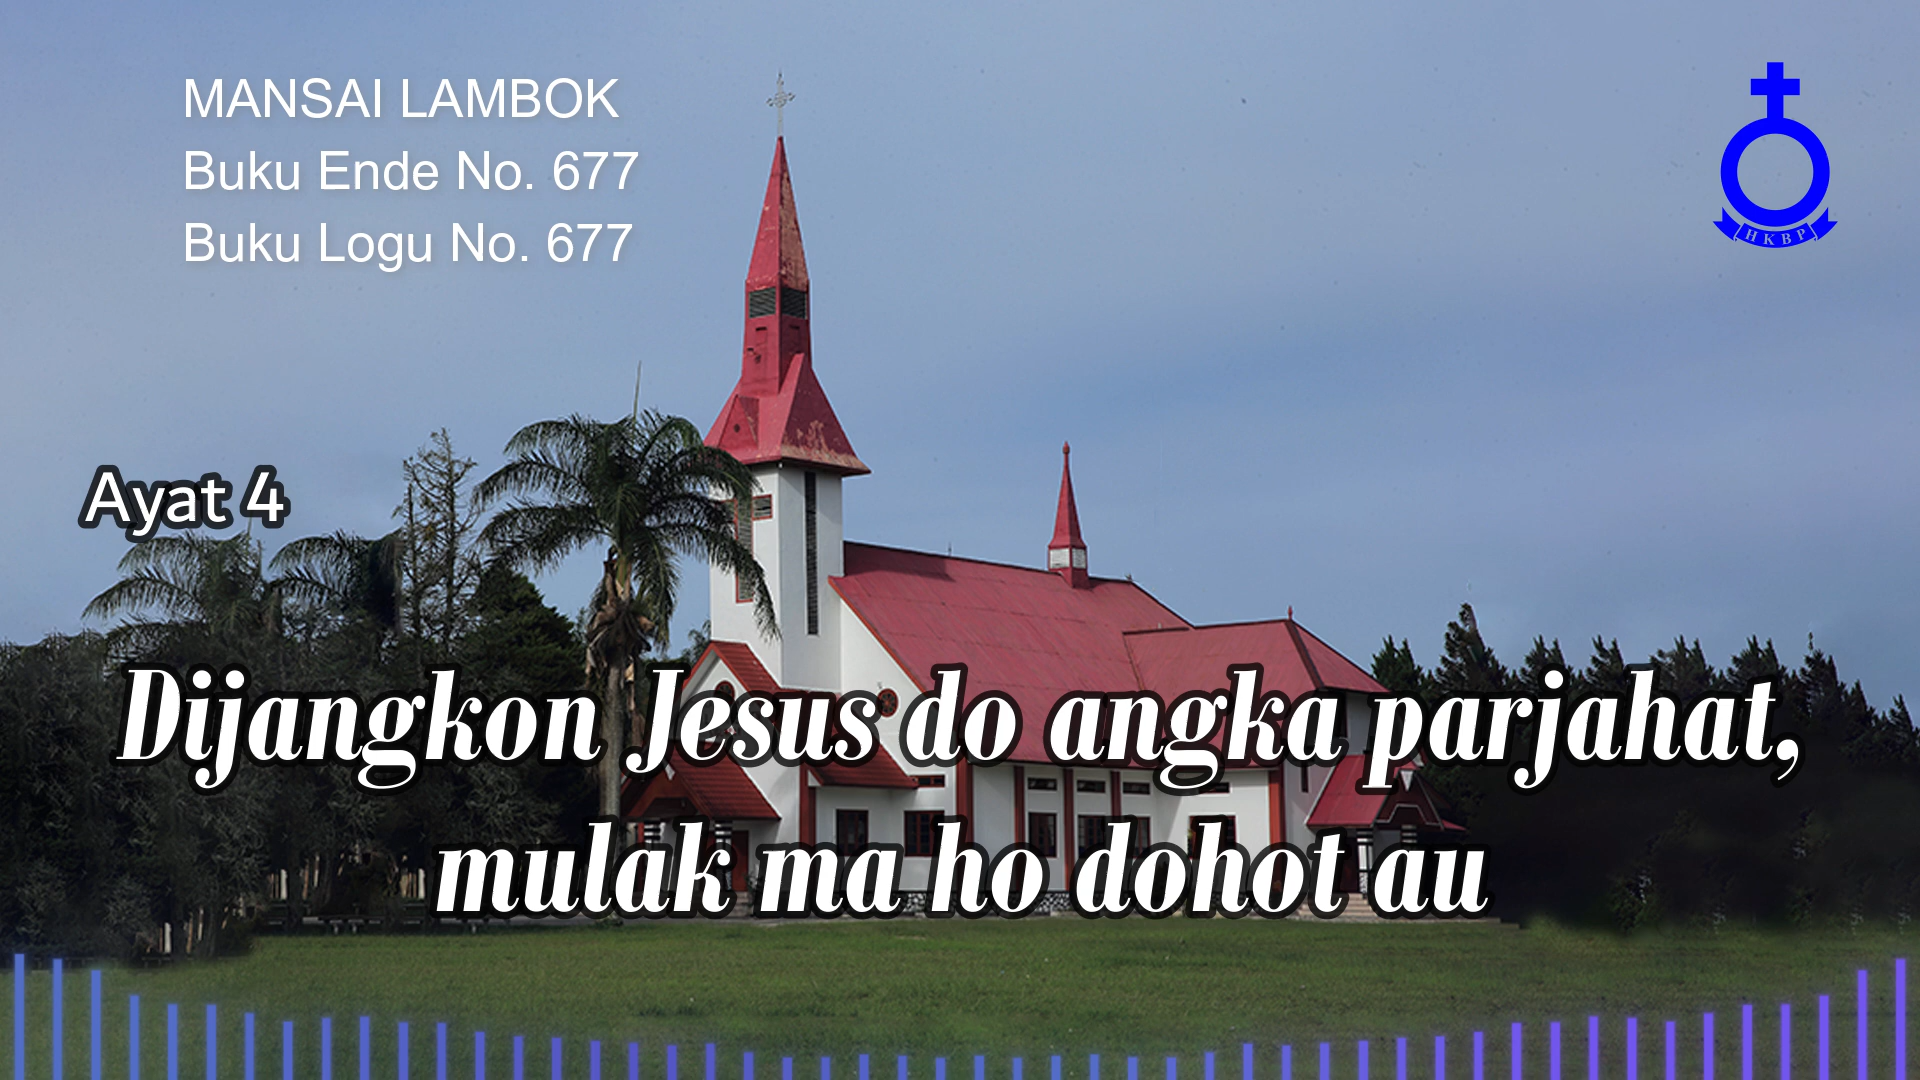 MANSAI LAMBOK
Buku Ende No. 677
Buku Logu No. 677
HKBP
Ayat 4
Dijangkon Jesus do angka parjahat,
mulak ma ho dohot au